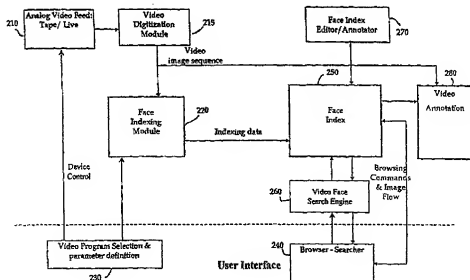 210
Analog Video Feed:
Tape/ Live
Video
Digitization
Module
215
Video
image sequence
Face Index
Editor/Annotator
270
250
260
Video
Annotation
Face
Indexing
Module
220
Indexing data
Face
Index
Device
Control
Browsing
Commands
& Image
Flow
260
Video Face
Search Engine
Video Program Selection &
parameter definition
230
User Interface
240
Browser - Searcher